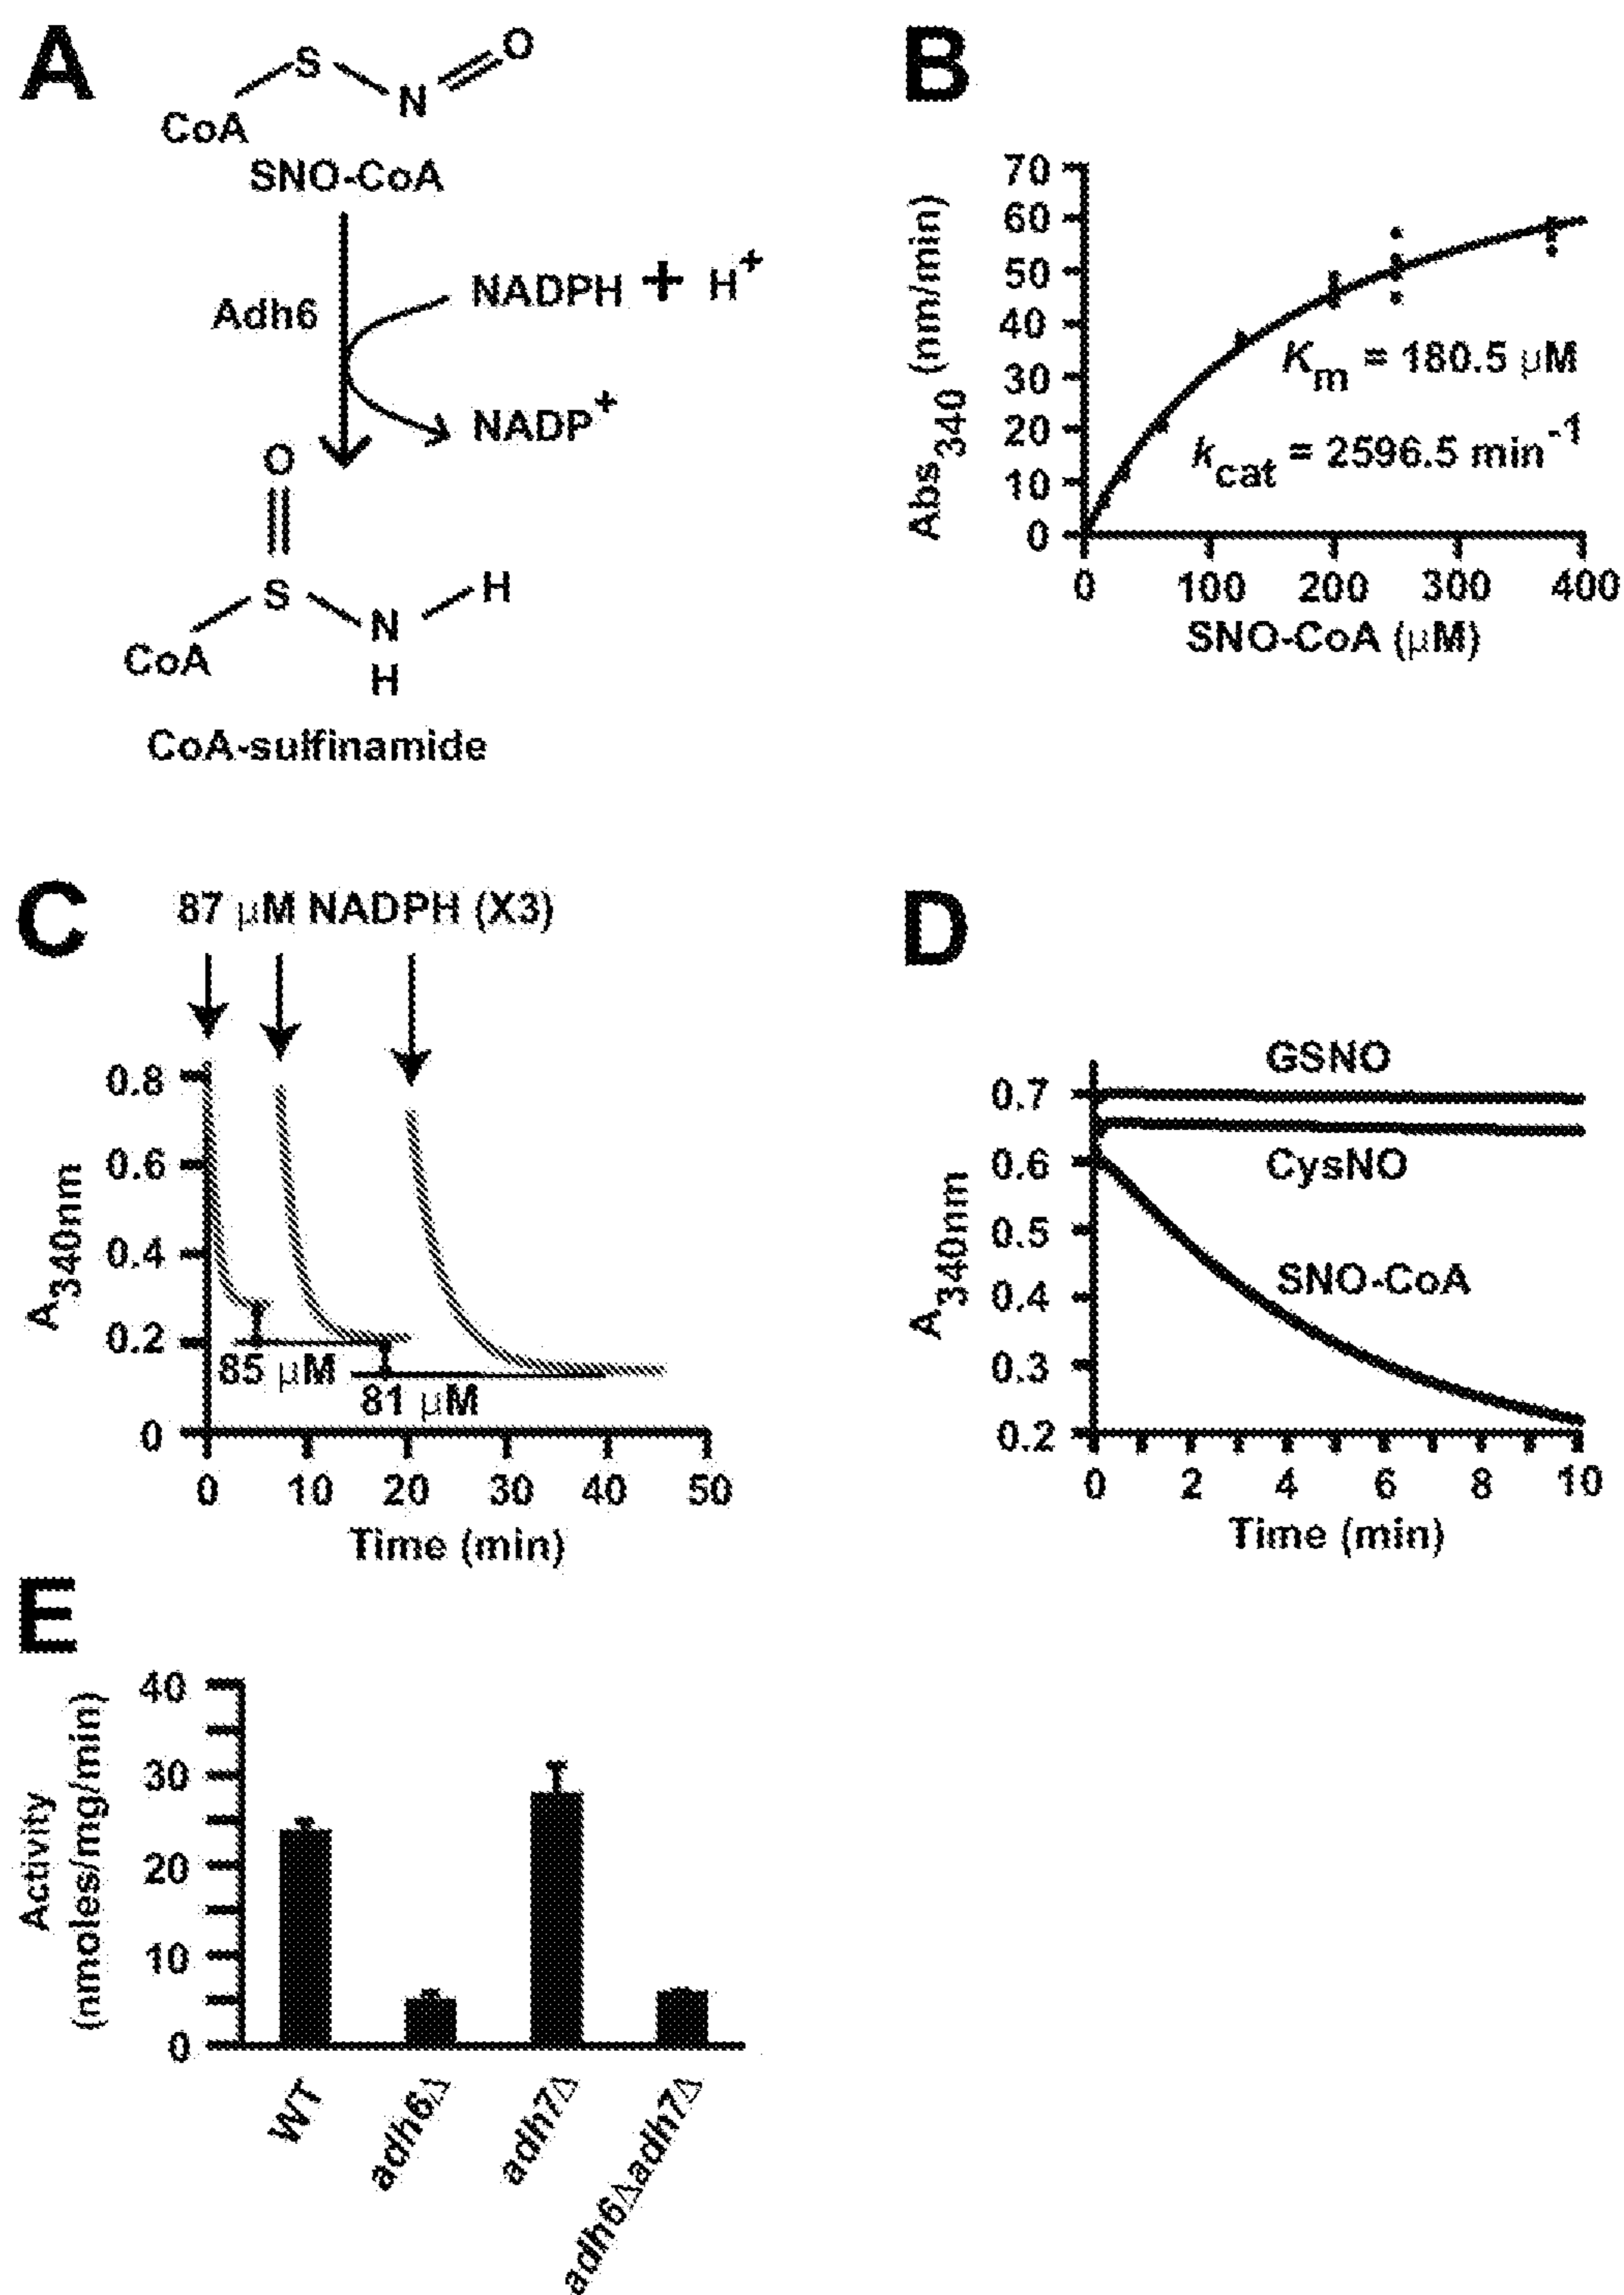 A
S
N
O
CoA
SNO-CoA
Adh6
NADPH + H+
NADP+
O
S
N
H
CoA
H
CoA-sulfinamide
B
Abs340 (nm/min)
70
60
50
40
30
20
10
0
Km = 180.5 μM
kcat = 2596.5 min-1
0 100 200 300 400
SNO-CoA (μM)
C
87 μM NADPH (X3)
A340nm
0.8
0.6
0.4
0.2
0
85 μM
81 μM
0 10 20 30 40 50
Time (min)
D
A340nm
0.7
0.6
0.5
0.4
0.3
0.2
GSNO
CysNO
SNO-CoA
0 2 4 6 8 10
Time (min)
E
Activity
(nmoles/mg/min)
40
30
20
10
0
WT
adh6Δ
adh7Δ
adh6Δadh7Δ